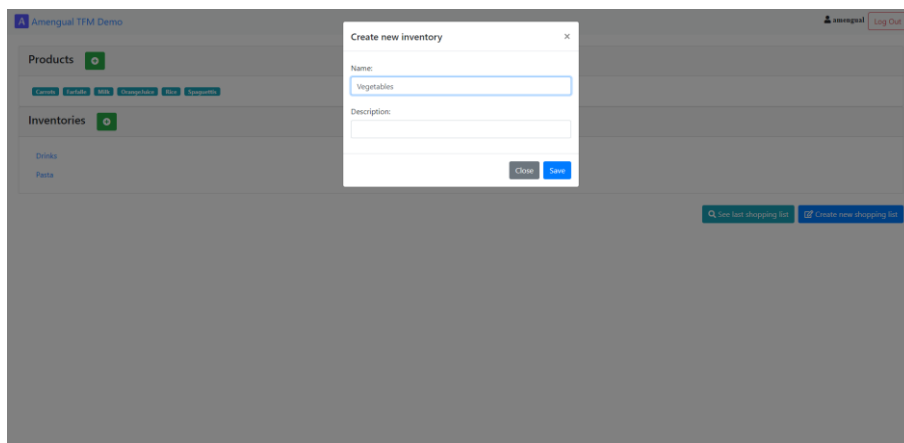 A Amengual TFM Demo
amengual Log Out
Create new inventory ×
Name:
Vegetables
Description:
Close Save
Products
Carrots Farfalle Milk OrangeJuice Rice Spaguettis
Inventories
Drinks
Pasta
See last shopping list Create new shopping list